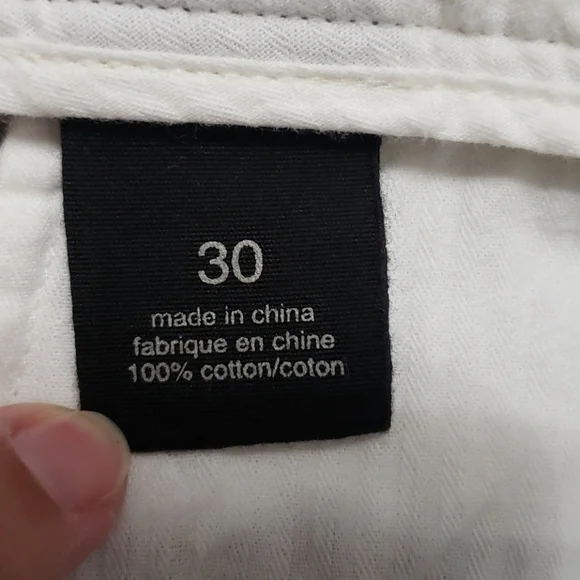 30
made in china
fabrique en chine
100% cotton/coton